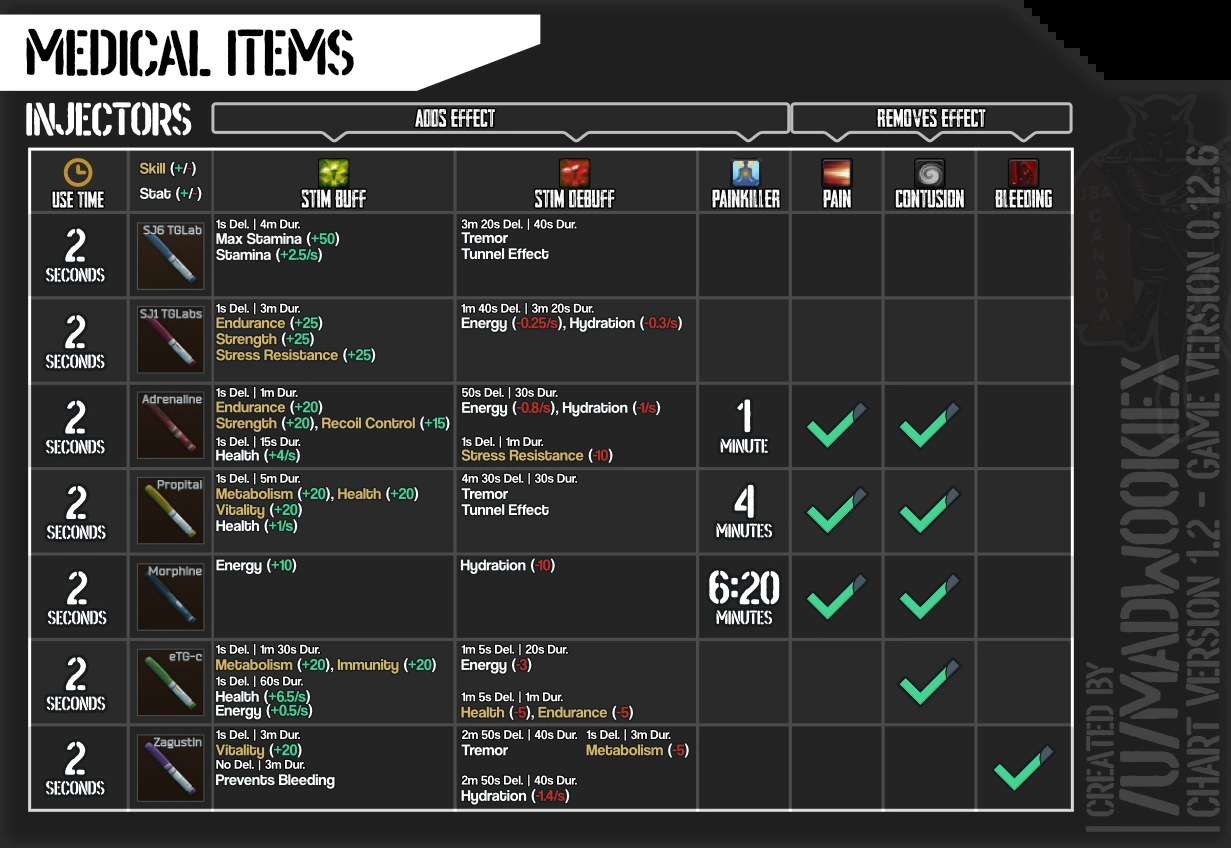 MEDICAL ITEMS
INJECTORS
ADDS EFFECT
REMOVES EFFECT
USE TIME
Skill (+/-)
Stat (+/-)
STIM BUFF
STIM DEBUFF
PAINKILLER
PAIN
CONTUSION
BLEEDING
2
SECONDS
SJ6 TGLab
1s Del. | 4m Dur.
Max Stamina (+50)
Stamina (+2.5/s)
3m 20s Del. | 40s Dur.
Tremor
Tunnel Effect
2
SECONDS
SJ1 TGLabs
1s Del. | 3m Dur.
Endurance (+25)
Strength (+25)
Stress Resistance (+25)
1m 40s Del. | 3m 20s Dur.
Energy (-0.25/s), Hydration (-0.3/s)
2
SECONDS
Adrenaline
1s Del. | 1m Dur.
Endurance (+20)
Strength (+20), Recoil Control (+15)
1s Del. | 15s Dur.
Health (+4/s)
50s Del. | 30s Dur.
Energy (-0.8/s), Hydration (-1/s)
1s Del. | 1m Dur.
Stress Resistance (-10)
1
MINUTE
2
SECONDS
Propital
1s Del. | 5m Dur.
Metabolism (+20), Health (+20)
Vitality (+20)
Health (+1/s)
4m 30s Del. | 30s Dur.
Tremor
Tunnel Effect
4
MINUTES
2
SECONDS
Morphine
Energy (+10)
Hydration (-10)
6:20
MINUTES
2
SECONDS
eTG-c
1s Del. | 1m 30s Dur.
Metabolism (+20), Immunity (+20)
1s Del. | 60s Dur.
Health (+6.5/s)
Energy (+0.5/s)
1m 5s Del. | 20s Dur.
Energy (-3)
1m 5s Del. | 1m Dur.
Health (-5), Endurance (-5)
2
SECONDS
Zagustin
1s Del. | 3m Dur.
Vitality (+20)
No Del. | 3m Dur.
Prevents Bleeding
2m 50s Del. | 40s Dur.
Tremor
1s Del. | 3m Dur.
Metabolism (-5)
2m 50s Del. | 40s Dur.
Hydration (-1.4/s)
USA
CANADA
CREATED BY
/U/MADWOOKIEX
CHART VERSION 1.2 - GAME VERSION 0.12.6